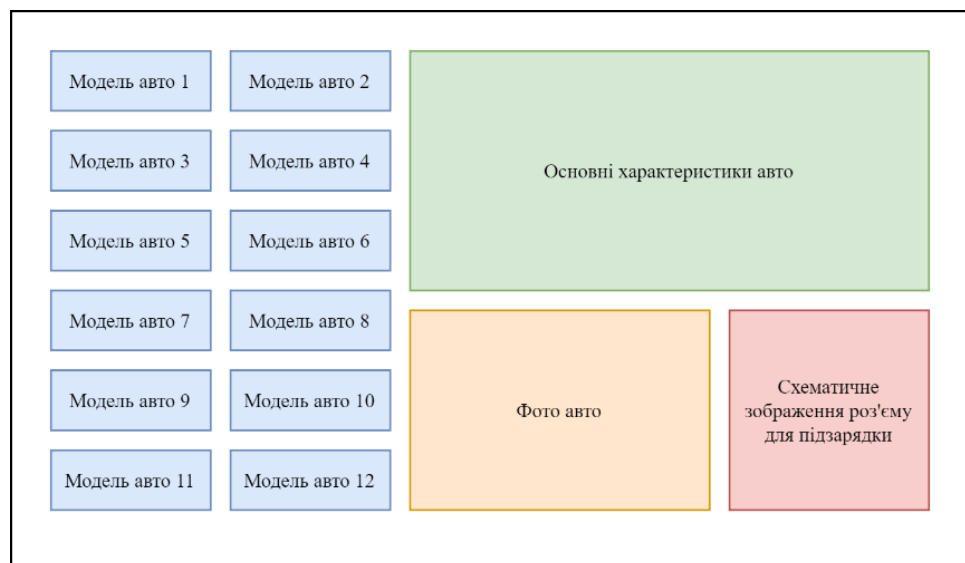 Модель авто 1
Модель авто 2
Модель авто 3
Модель авто 4
Модель авто 5
Модель авто 6
Модель авто 7
Модель авто 8
Модель авто 9
Модель авто 10
Модель авто 11
Модель авто 12
Основні характеристики авто
Фото авто
Схематичне
зображення роз'єму
для підзарядки